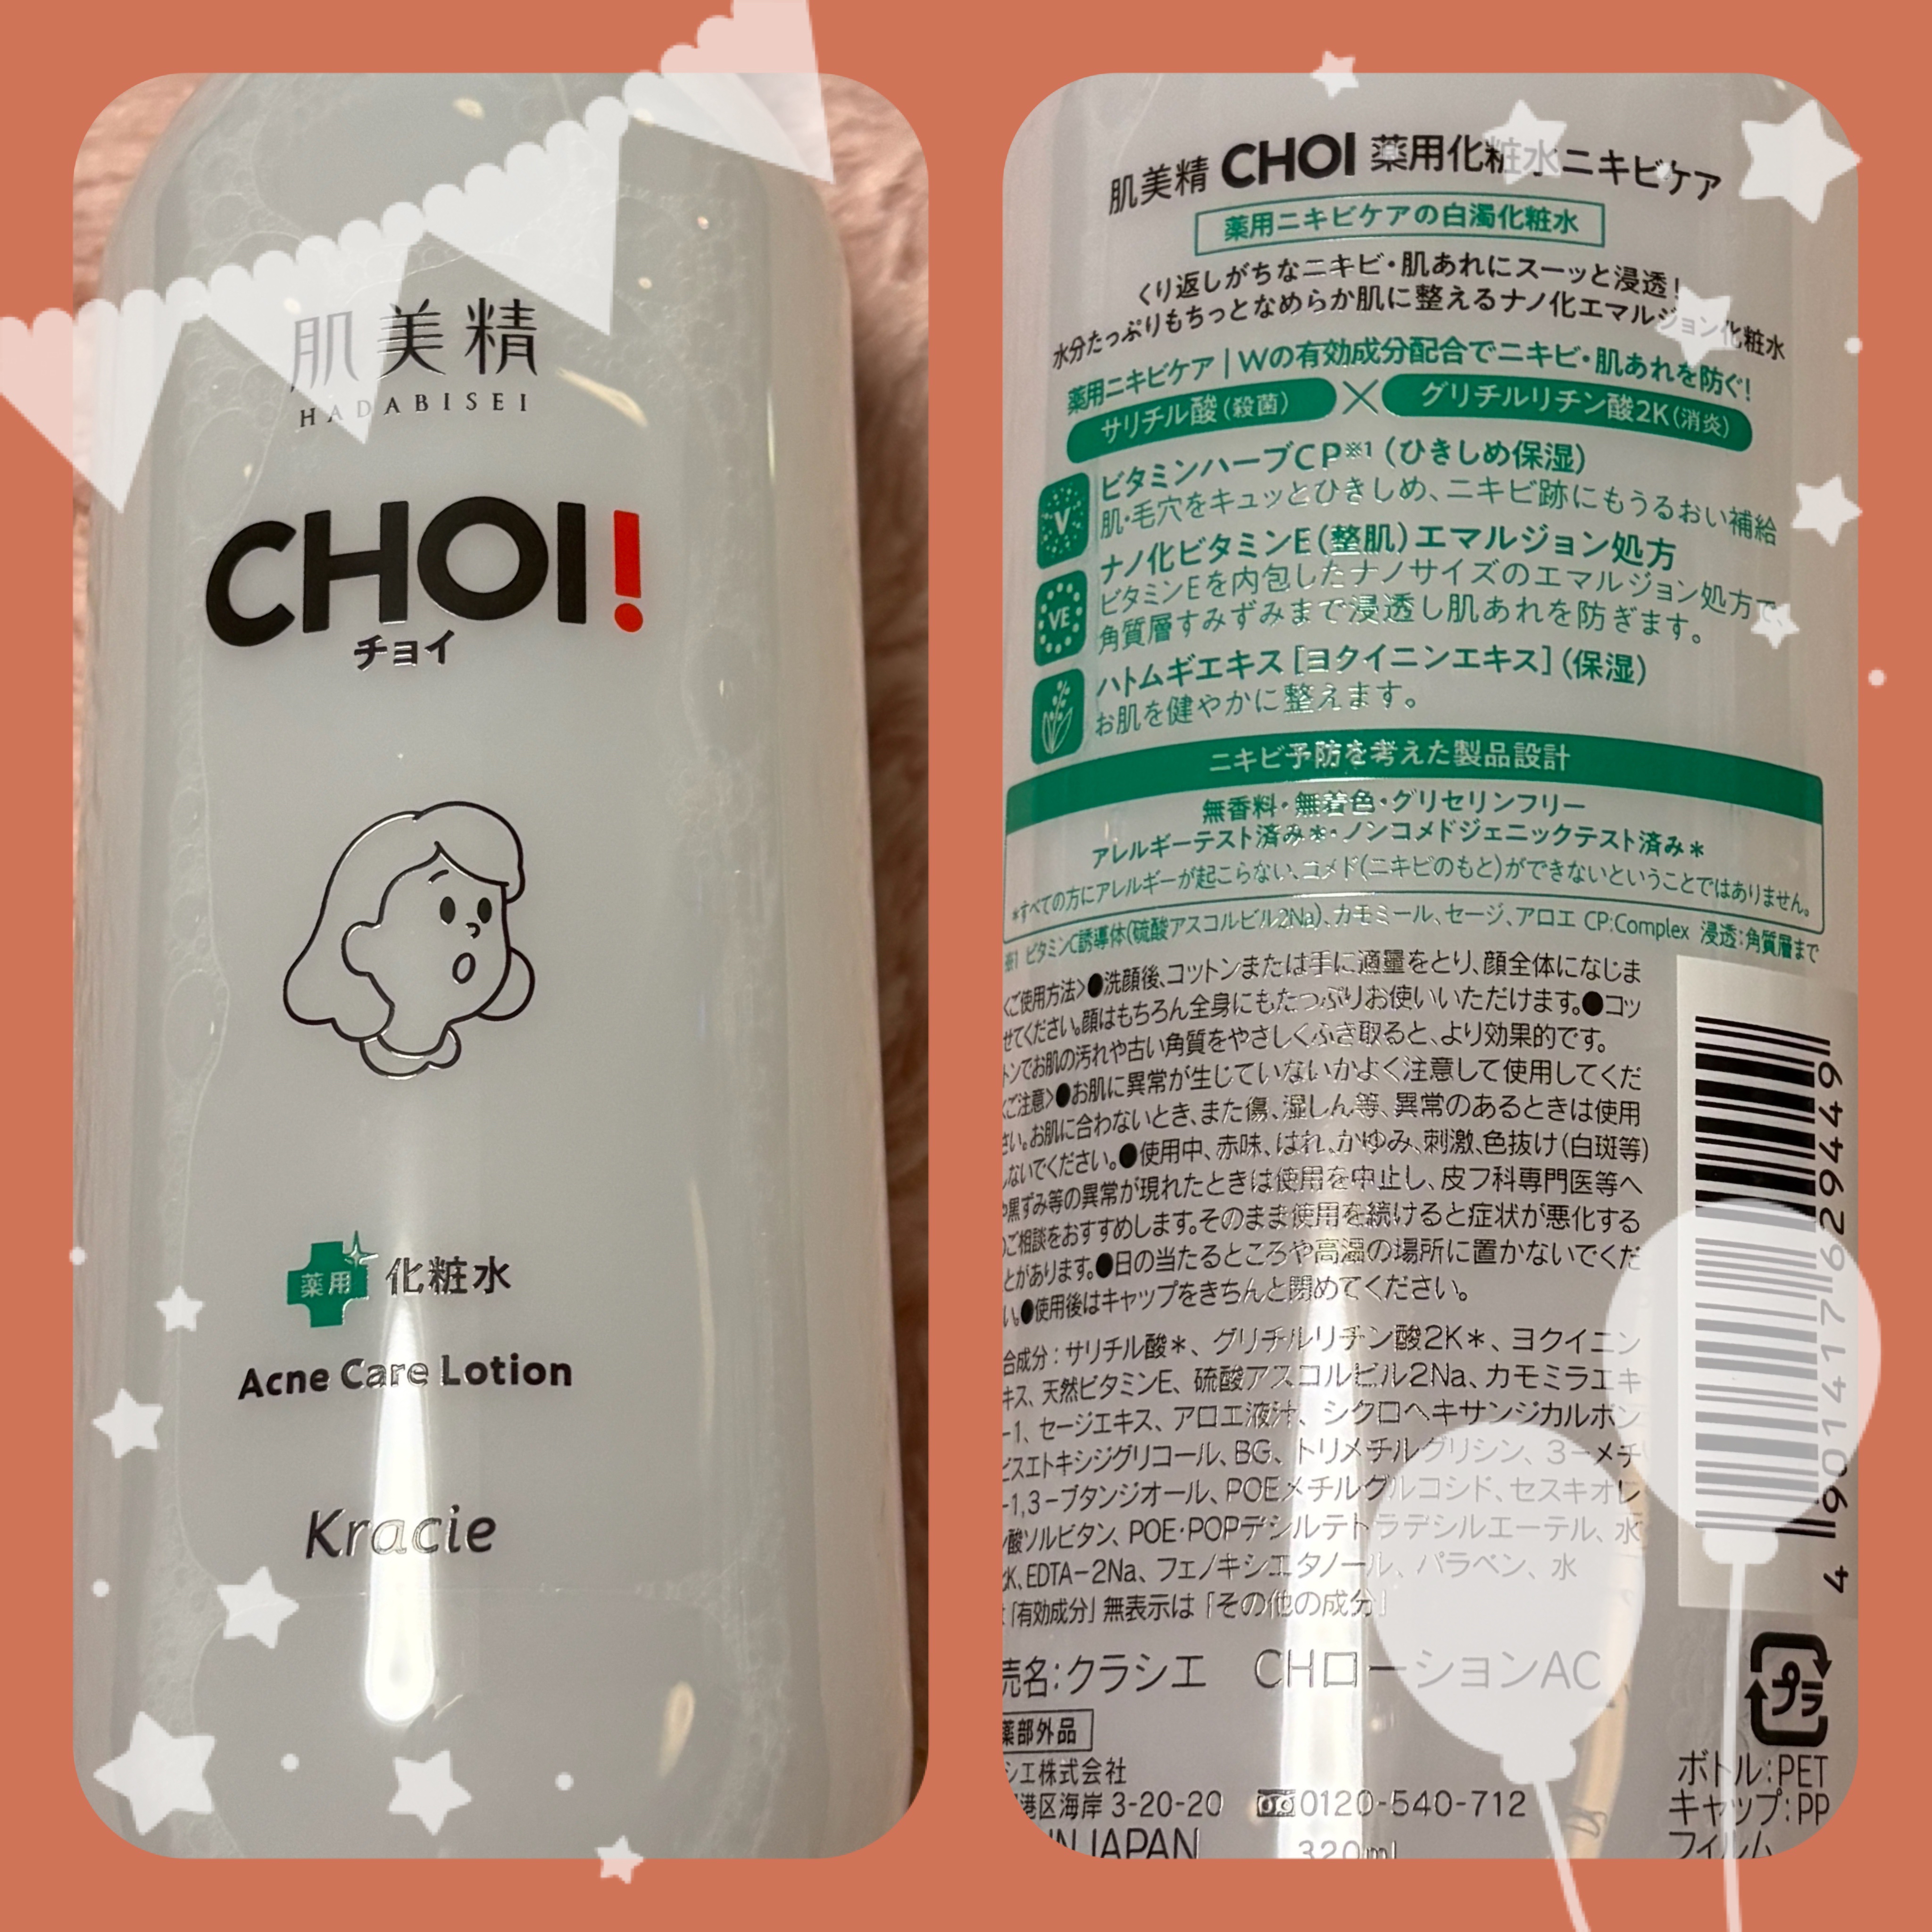 肌美精
HADABISEI
CHOI!
チョイ
薬用 化粧水
Acne Care Lotion
Kracie
肌美精 CHOI 薬用化粧水ニキビケア
薬用ニキビケアの白濁化粧水
くり返しがちなニキビ・肌あれにスーッと浸透!
水分たっぷりもちっとなめらか肌に整えるナノ化エマルジョン化粧水
薬用ニキビケア|Wの有効成分配合でニキビ・肌あれを防ぐ!
サリチル酸(殺菌)×グリチルリチン酸2K(消炎)
V
ビタミンハーブCP※1(ひきしめ保湿)
肌・毛穴をキュッとひきしめ、ニキビ跡にもうるおい補給
ナノ化ビタミンE(整肌)エマルジョン処方
VE
ビタミンEを内包したナノサイズのエマルジョン処方で、
角質層すみずみまで浸透し肌あれを防ぎます。
ハトムギエキス[ヨクイニンエキス](保湿)
お肌を健やかに整えます。
ニキビ予防を考えた製品設計
無香料・無着色・グリセリンフリー
アレルギーテスト済み*・ノンコメドジェニックテスト済み*
*すべての方にアレルギーが起こらない、コメド(ニキビのもと)ができないということではありません。
※1 ビタミンC誘導体(硫酸アスコルビル2Na)、カモミール、セージ、アロエ CP:Complex 浸透:角質層まで
<ご使用方法>●洗顔後、コットンまたは手に適量をとり、顔全体になじま
せてください。顔はもちろん全身にもたっぷりお使いいただけます。●コッ
トンでお肌の汚れや古い角質をやさしくふき取ると、より効果的です。
<ご注意>●お肌に異常が生じていないかよく注意して使用してくだ
さい。お肌に合わないとき、また傷、湿しん等、異常のあるときは使用
しないでください。●使用中、赤味、はれ、かゆみ、刺激、色抜け(白斑等)
や黒ずみ等の異常が現れたときは使用を中止し、皮フ科専門医等へ
のご相談をおすすめします。そのまま使用を続けると症状が悪化する
とがあります。●日の当たるところや高温の場所に置かないでくだ
い。●使用後はキャップをきちんと閉めてください。
合成分:サリチル酸*、グリチルリチン酸2K*、ヨクイニン
キス、天然ビタミンE、硫酸アスコルビル2Na、カモミラエキ
-1、セージエキス、アロエ液汁、シクロヘキサンジカルボン
ビスエトキシジグリコール、BG、トリメチルグリシン、3-メチ
-1,3-ブタンジオール、POEメチルグルコシド、セスキオレ
ン酸ソルビタン、POE・POPデシルテトラデシルエーテル、水
K、EDTA-2Na、フェノキシエタノール、パラベン、水
「有効成分」無表示は「その他の成分」
売名:クラシエ CHローションAC
薬部外品
シエ株式会社
港区海岸 3-20-20 0120-540-712
IN JAPAN 320ml
4 901417 629449
プラ
ボトル:PET
キャップ:PP
フィルム